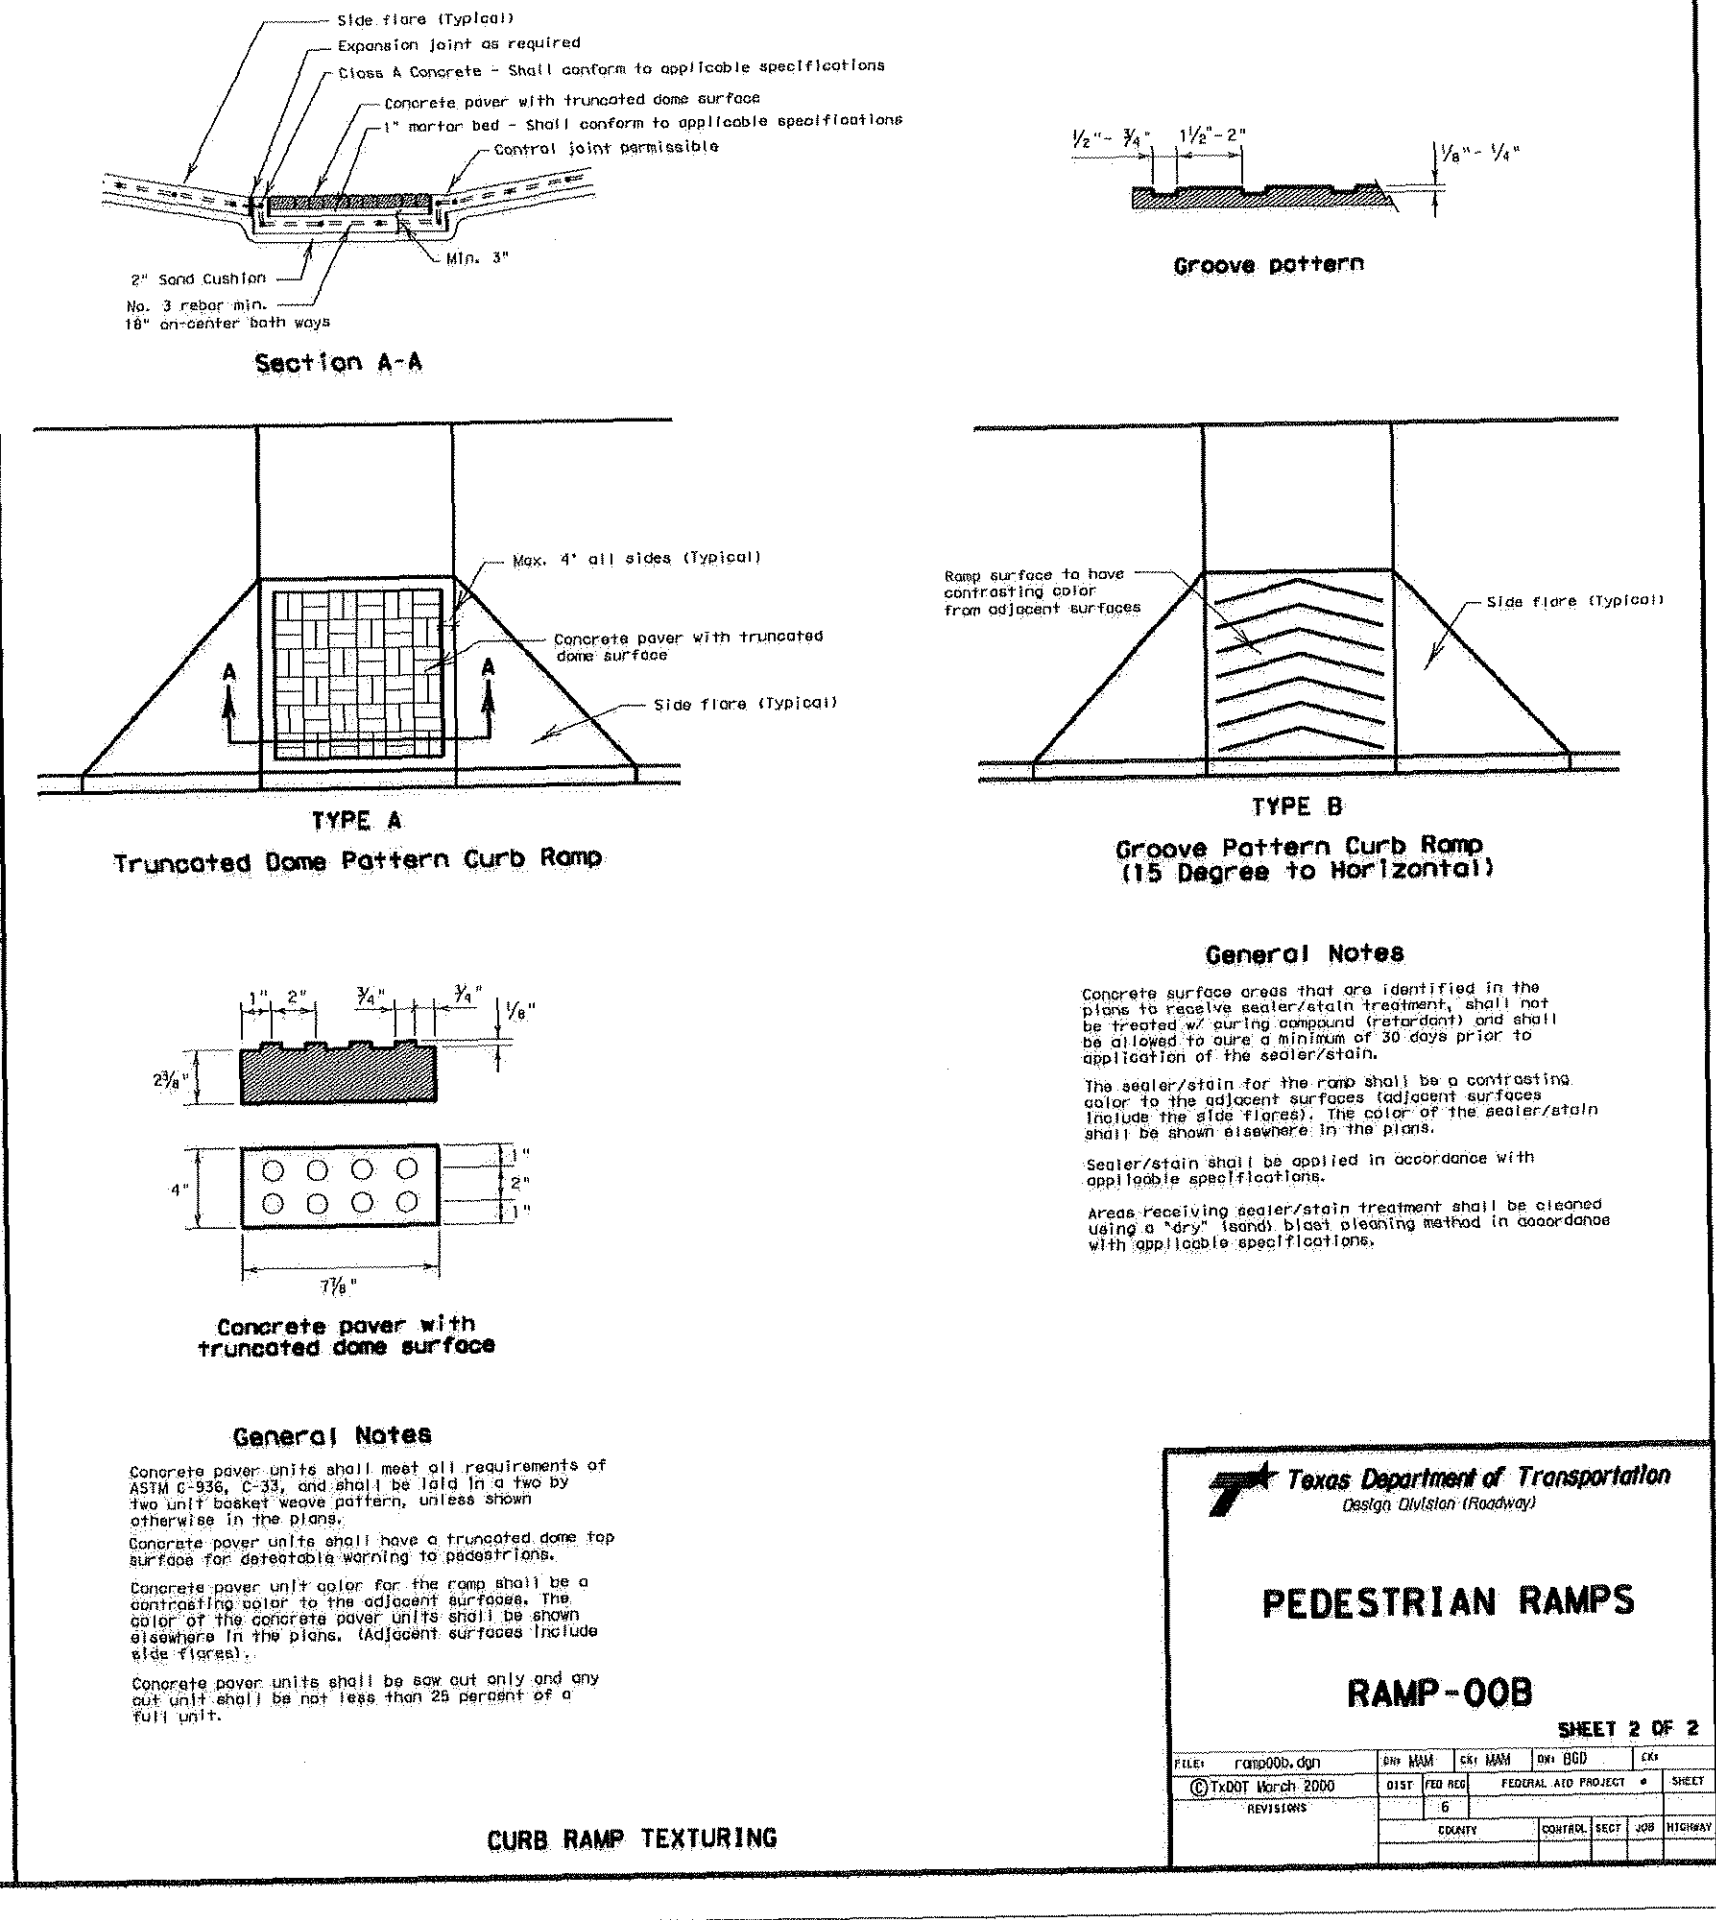 Side flare (Typical)
Expansion joint as required
Class A Concrete - Shall conform to applicable specifications
Concrete paver with truncated dome surface
1" mortar bed - Shall conform to applicable specifications
Control joint permissible
Min. 3"
2" Sand Cushion
No. 3 rebar min.
18" on-center both ways
Section A-A
1/2"- 3/4"
1 1/2"-2"
1/8"- 1/4"
Groove pattern
Max. 4" all sides (Typical)
Concrete paver with truncated
dome surface
A
A
Side flare (Typical)
TYPE A
Truncated Dome Pattern Curb Ramp
Ramp surface to have
contrasting color
from adjacent surfaces
Side flare (Typical)
TYPE B
Groove Pattern Curb Ramp
(15 Degree to Horizontal)
1"
2"
3/4"
3/4"
1/8"
2 3/8"
4"
1"
2"
1"
7 7/8"
Concrete paver with
truncated dome surface
General Notes
Concrete surface areas that are identified in the
plans to receive sealer/stain treatment, shall not
be treated w/ curing compound (retardant) and shall
be allowed to cure a minimum of 30 days prior to
application of the sealer/stain.
The sealer/stain for the ramp shall be a contrasting
color to the adjacent surfaces (adjacent surfaces
include the side flares). The color of the sealer/stain
shall be shown elsewhere in the plans.
Sealer/stain shall be applied in accordance with
applicable specifications.
Areas receiving sealer/stain treatment shall be cleaned
using a "dry" (sand) blast cleaning method in accordance
with applicable specifications.
General Notes
Concrete paver units shall meet all requirements of
ASTM C-936, C-33, and shall be laid in a two by
two unit basket weave pattern, unless shown
otherwise in the plans.
Concrete paver units shall have a truncated dome top
surface for detectable warning to pedestrians.
Concrete paver unit color for the ramp shall be a
contrasting color to the adjacent surfaces. The
color of the concrete paver units shall be shown
elsewhere in the plans. (Adjacent surfaces include
side flares).
Concrete paver units shall be saw cut only and any
cut unit shall be not less than 25 percent of a
full unit.
CURB RAMP TEXTURING
Texas Department of Transportation
Design Division (Roadway)
PEDESTRIAN RAMPS
RAMP-00B
SHEET 2 OF 2
FILE: ramp00b.dgn DN: MAM CK: MAM DW: BGD CK:
© TxDOT March 2000 DIST FED REG FEDERAL AID PROJECT SHEET
REVISIONS 6
COUNTY CONTROL SECT JOB HIGHWAY